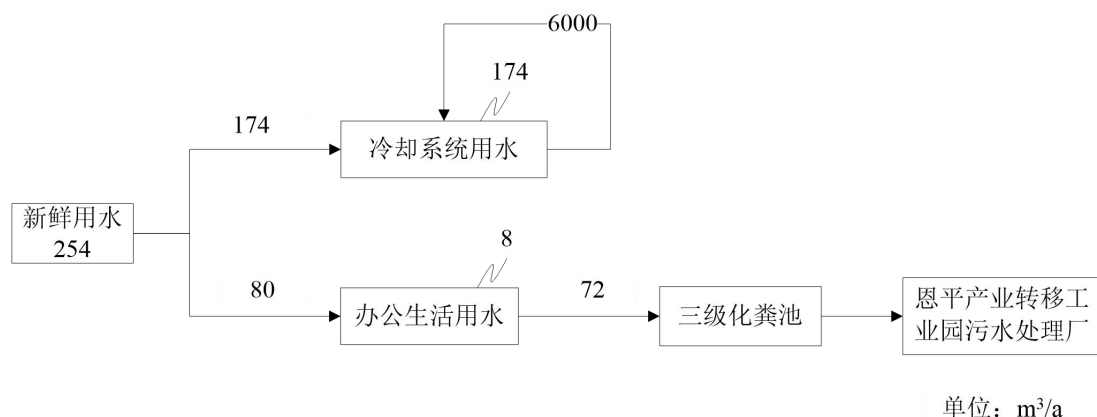 6000
174
174
冷却系统用水
新鲜用水
254
8
80
办公生活用水
72
三级化粪池
恩平产业转移工
业园污水处理厂
单位：m³/a